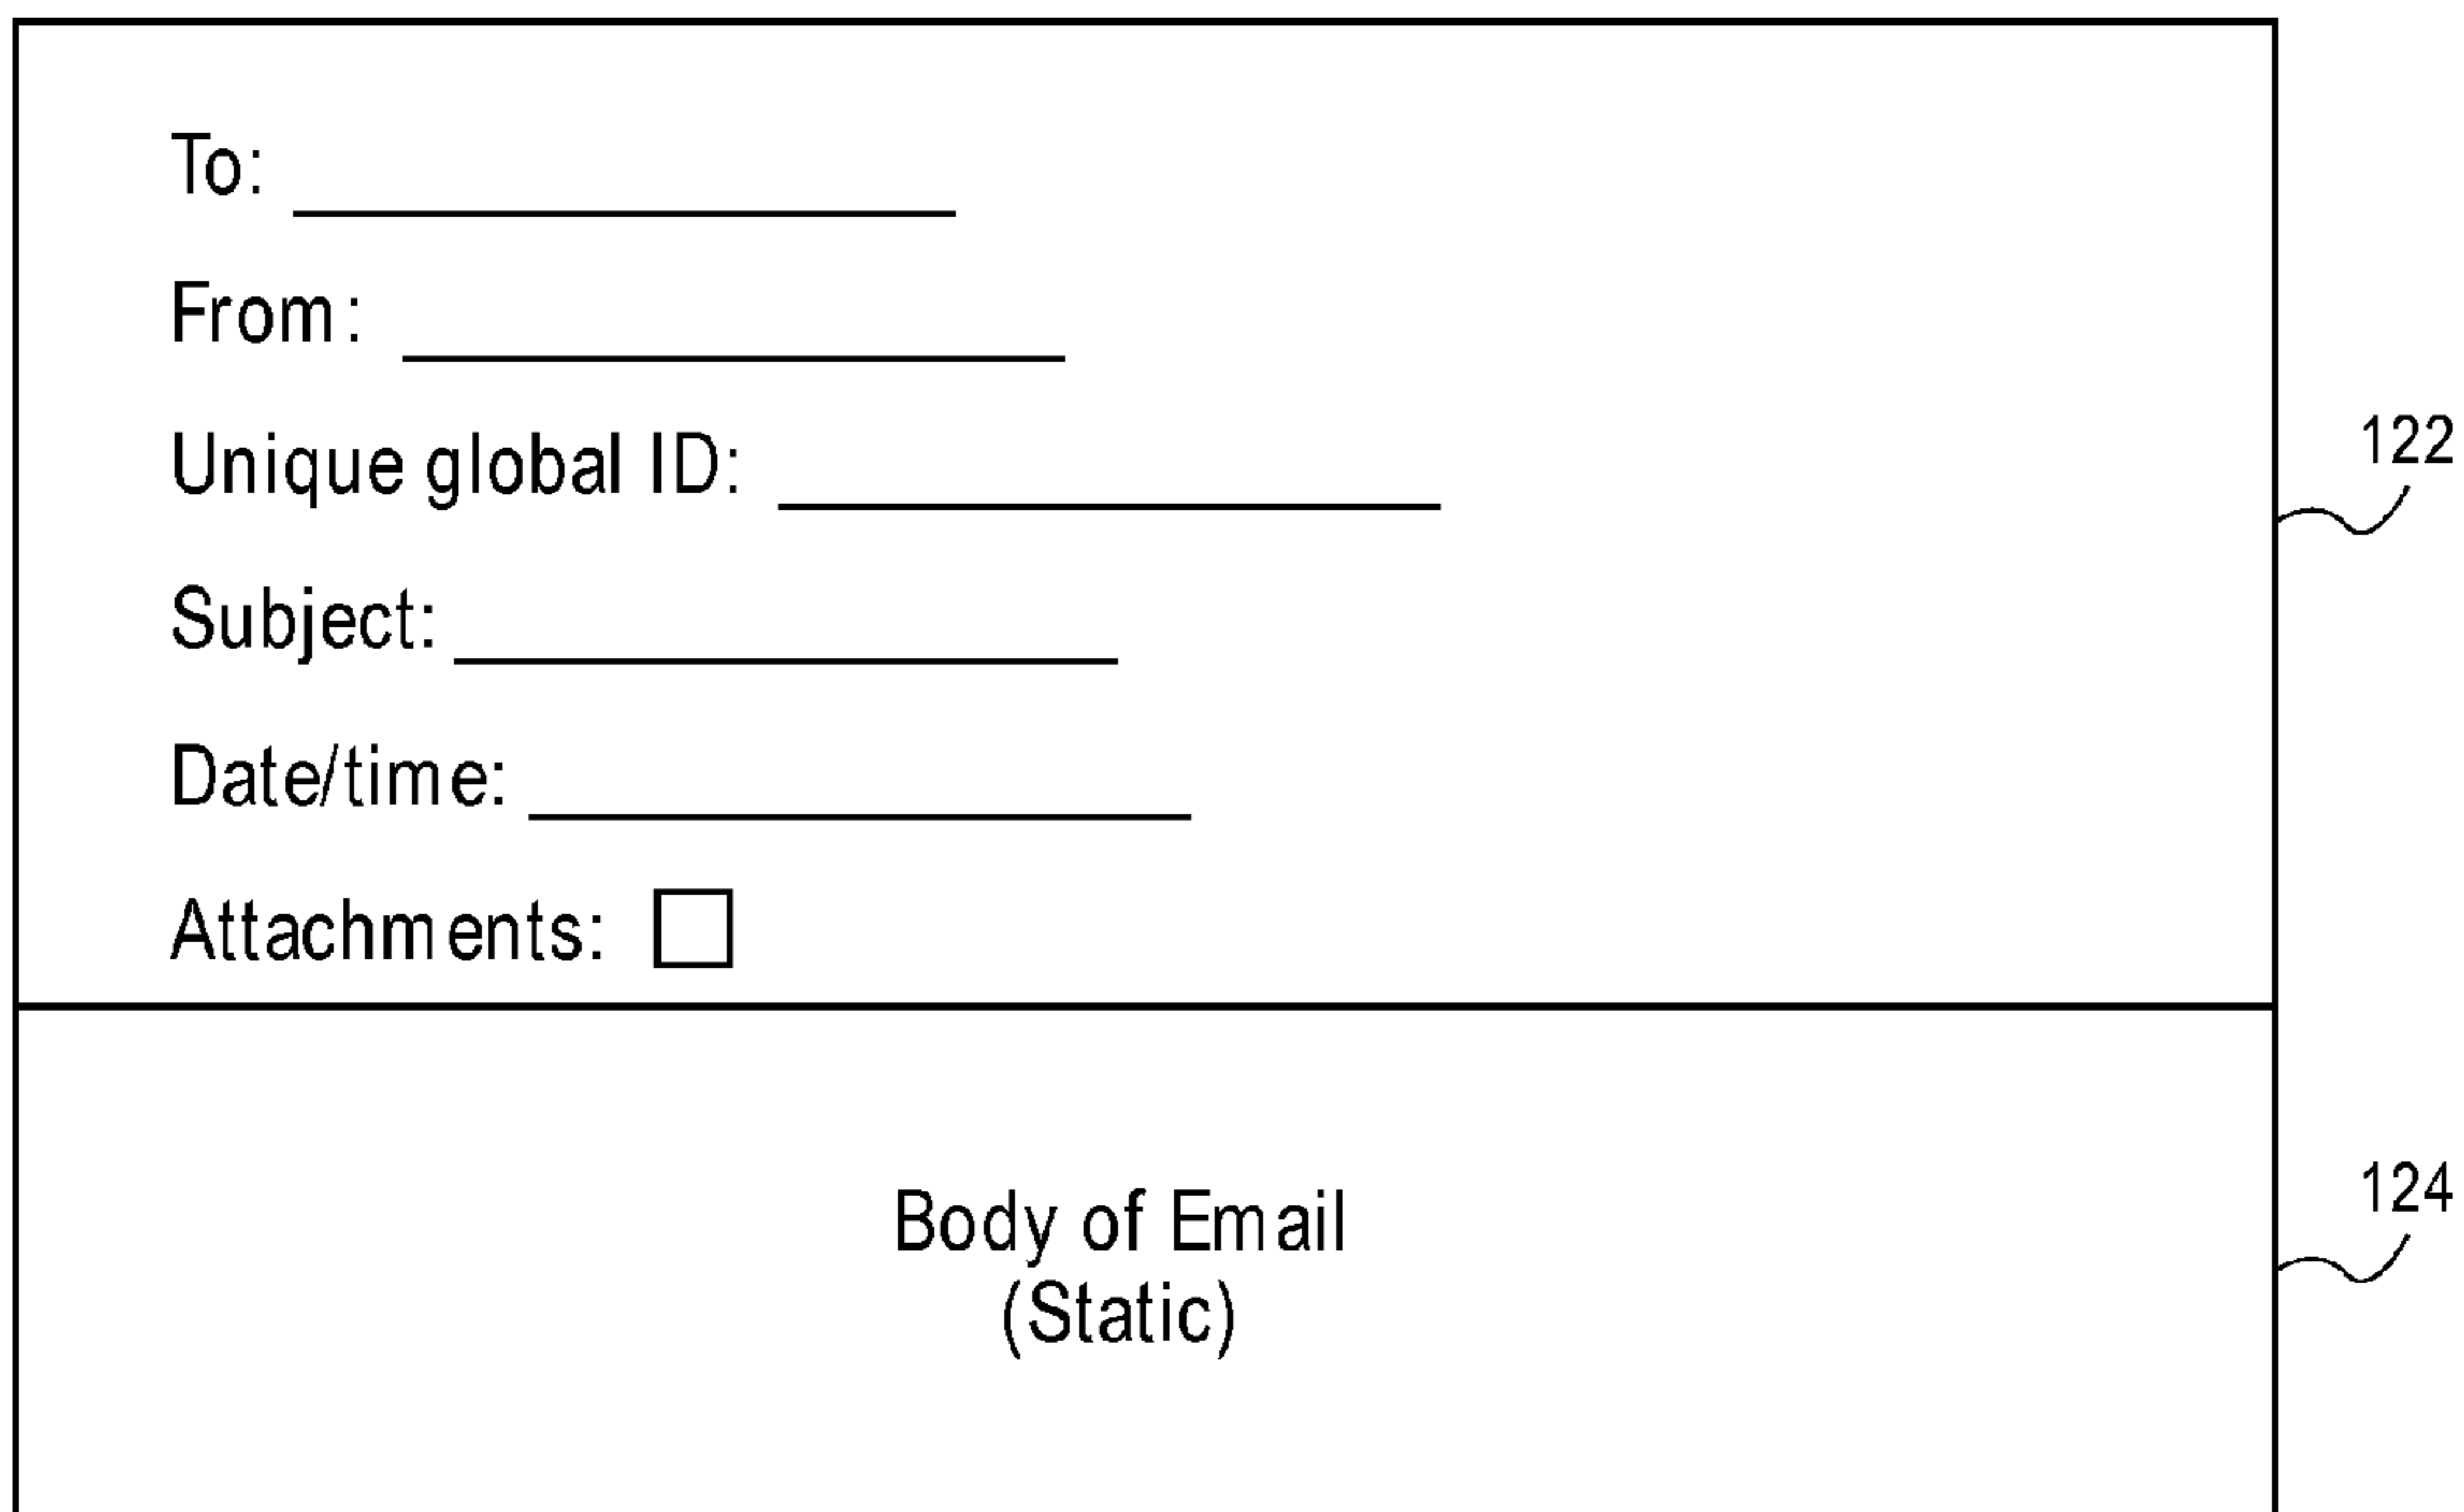 To:
From:
Unique global ID:
122
Subject:
Date/time:
Attachments:
124
Body of Email
(Static)